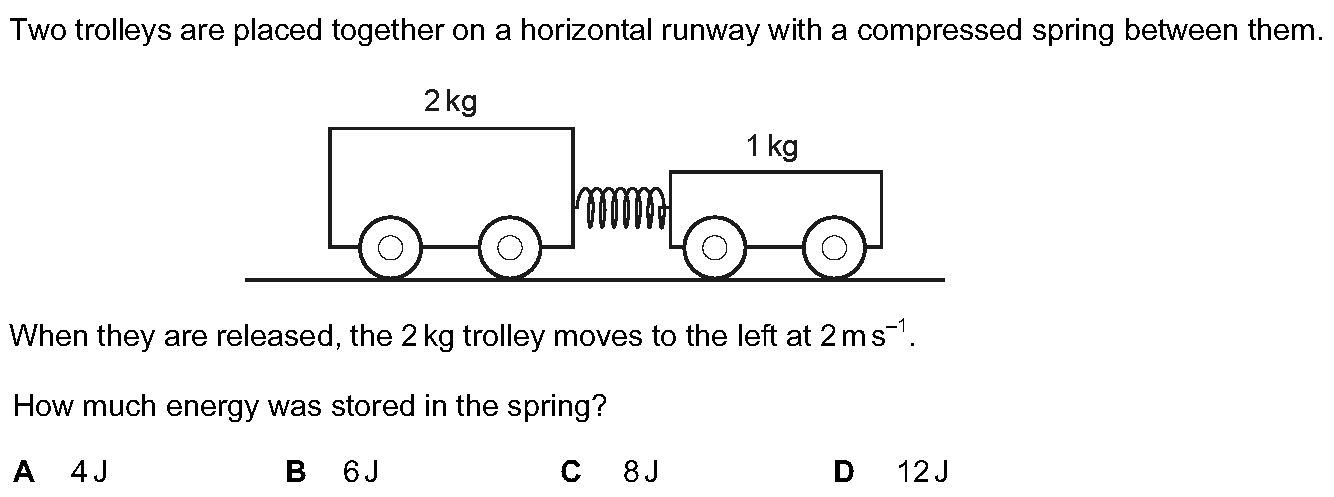 Two trolleys are placed together on a horizontal runway with a compressed spring between them.
2 kg
1 kg
When they are released, the 2 kg trolley moves to the left at 2 m s⁻¹.
How much energy was stored in the spring?
A 4 J B 6 J C 8 J D 12 J